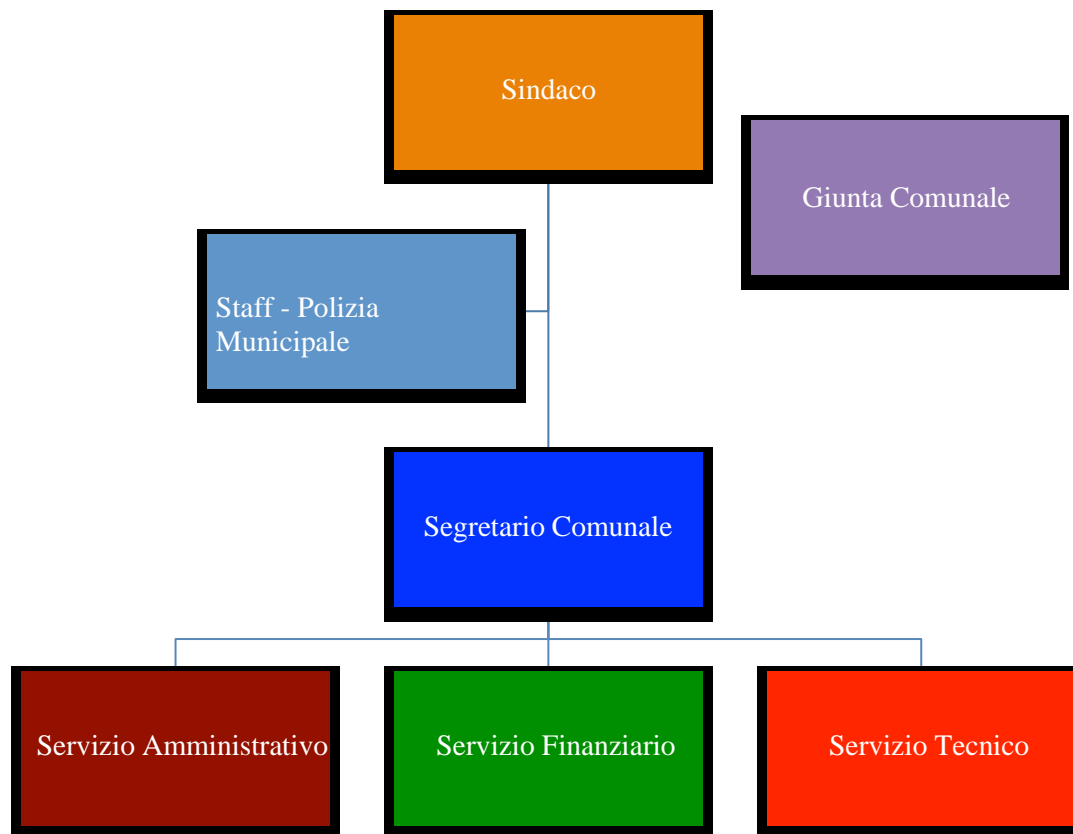 Sindaco
Giunta Comunale
Staff - Polizia
Municipale
Segretario Comunale
Servizio Amministrativo
Servizio Finanziario
Servizio Tecnico